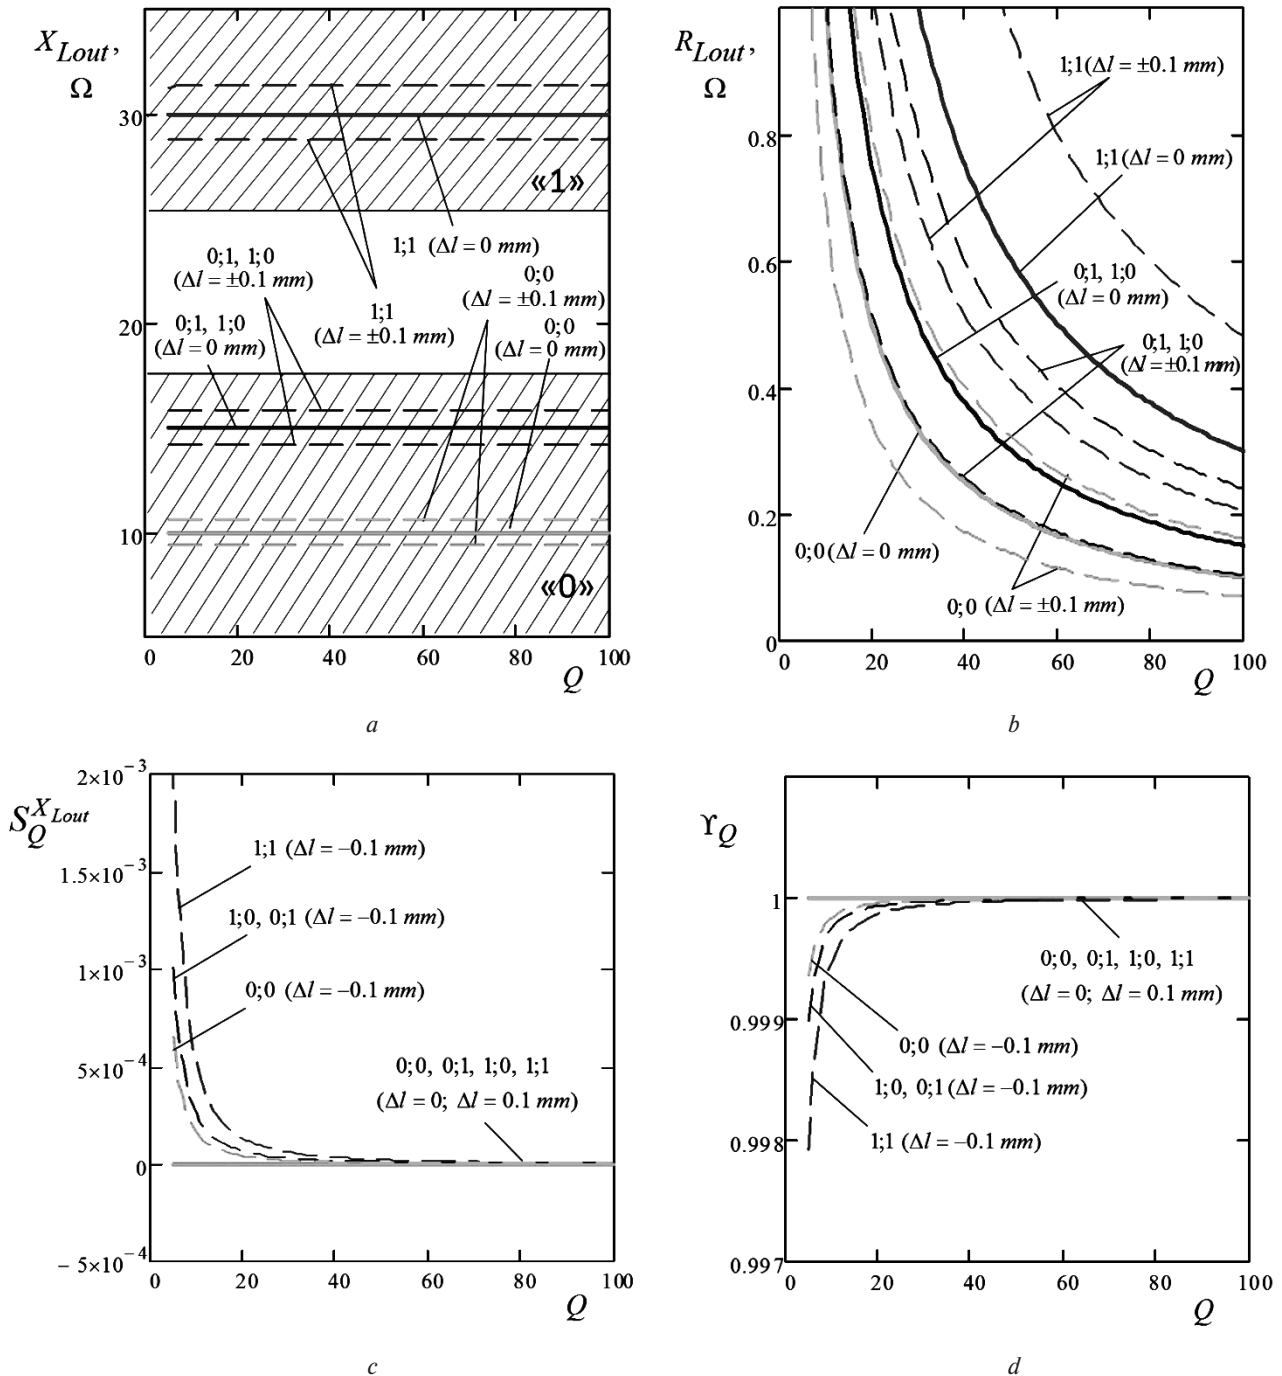 X_Lout,
Ω
30
20
10
«1»
1;1 (Δl = 0 mm)
0;1, 1;0
(Δl = ±0.1 mm)
0;0
(Δl = ±0.1 mm)
1;1
(Δl = ±0.1 mm)
0;1, 1;0
(Δl = 0 mm)
0;0
(Δl = 0 mm)
«0»
0 20 40 60 80 100
Q
a
R_Lout,
Ω
0.8
0.6
0.4
0.2
0
1;1(Δl = ±0.1 mm)
1;1(Δl = 0 mm)
0;1, 1;0
(Δl = 0 mm)
0;1, 1;0
(Δl = ±0.1 mm)
0;0(Δl = 0 mm)
0;0 (Δl = ±0.1 mm)
0 20 40 60 80 100
Q
b
S_Q^X_Lout
2×10⁻³
1.5×10⁻³
1×10⁻³
5×10⁻⁴
0
− 5×10⁻⁴
1;1 (Δl = −0.1 mm)
1;0, 0;1 (Δl = −0.1 mm)
0;0 (Δl = −0.1 mm)
0;0, 0;1, 1;0, 1;1
(Δl = 0; Δl = 0.1 mm)
0 20 40 60 80 100
Q
c
ϒ_Q
1
0.999
0.998
0.997
0;0, 0;1, 1;0, 1;1
(Δl = 0; Δl = 0.1 mm)
0;0 (Δl = −0.1 mm)
1;0, 0;1(Δl = −0.1 mm)
1;1 (Δl = −0.1 mm)
0 20 40 60 80 100
Q
d